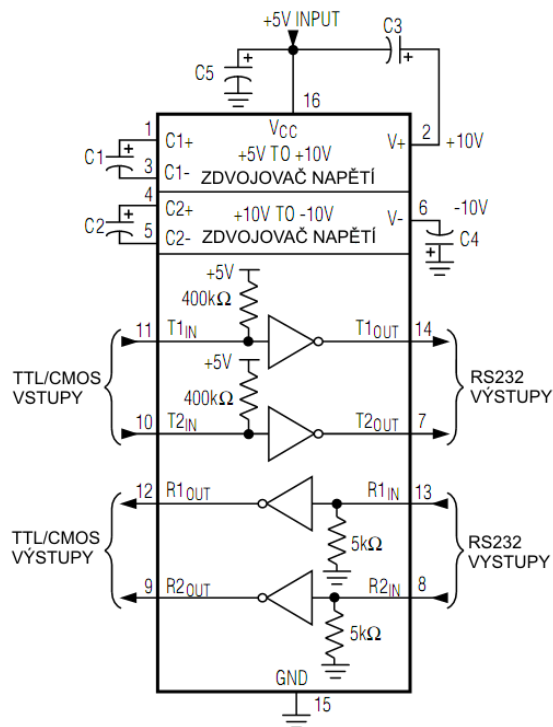 +5V INPUT
C3
C5
16
1
C1+
VCC
V+
2
+10V
+5V TO +10V
C1
3
C1-
ZDVOJOVAČ NAPĚTÍ
4
C2+
+10V TO -10V
V-
6
-10V
C2
5
C2-
ZDVOJOVAČ NAPĚTÍ
C4
+5V
400kΩ
11
T1IN
T1OUT
14
+5V
TTL/CMOS
VSTUPY
RS232
VÝSTUPY
400kΩ
10
T2IN
T2OUT
7
12
R1OUT
R1IN
13
TTL/CMOS
VÝSTUPY
5kΩ
RS232
VYSTUPY
9
R2OUT
R2IN
8
5kΩ
GND
15